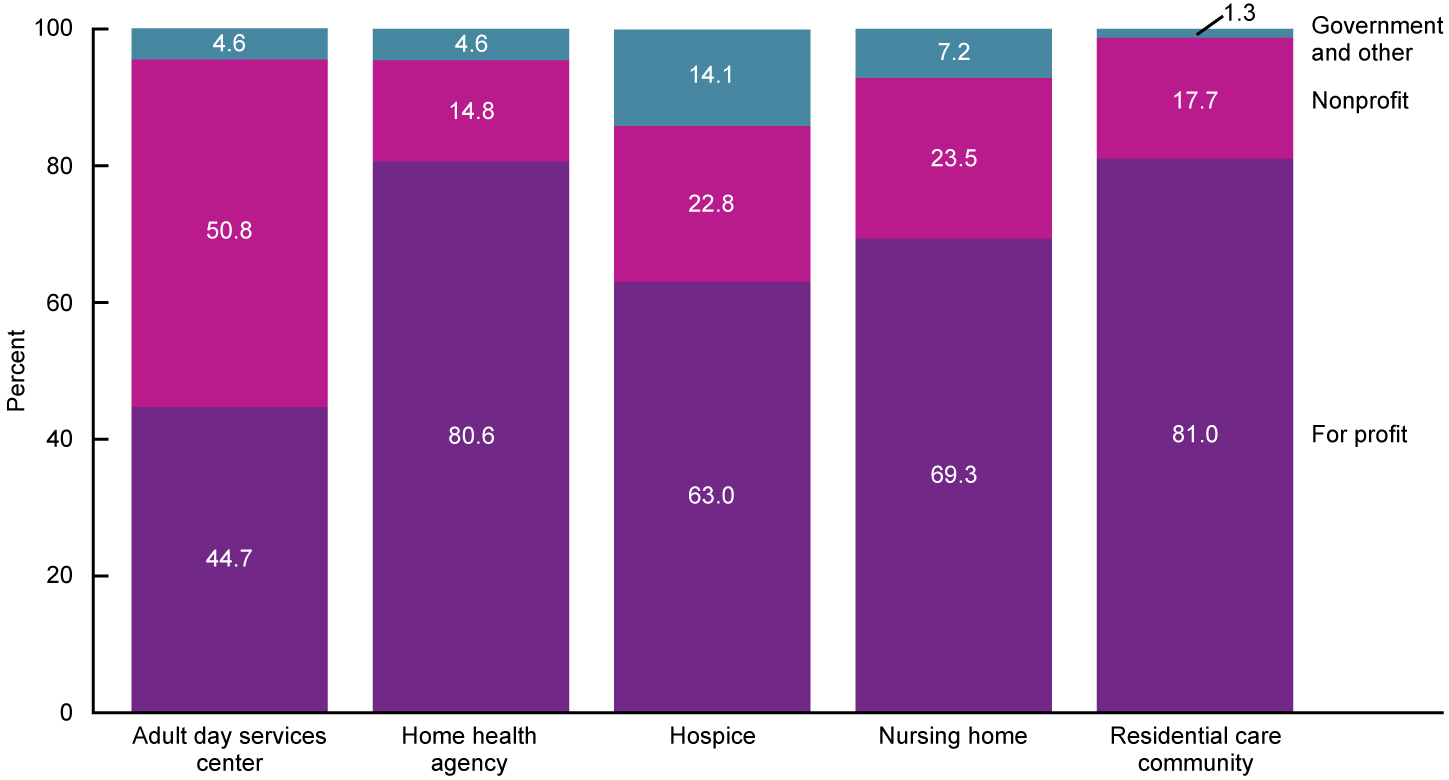 Percent
100
80
60
40
20
0
4.6
50.8
44.7
4.6
14.8
80.6
14.1
22.8
63.0
7.2
23.5
69.3
1.3
17.7
81.0
Government
and other
Nonprofit
For profit
Adult day services
center
Home health
agency
Hospice
Nursing home
Residential care
community